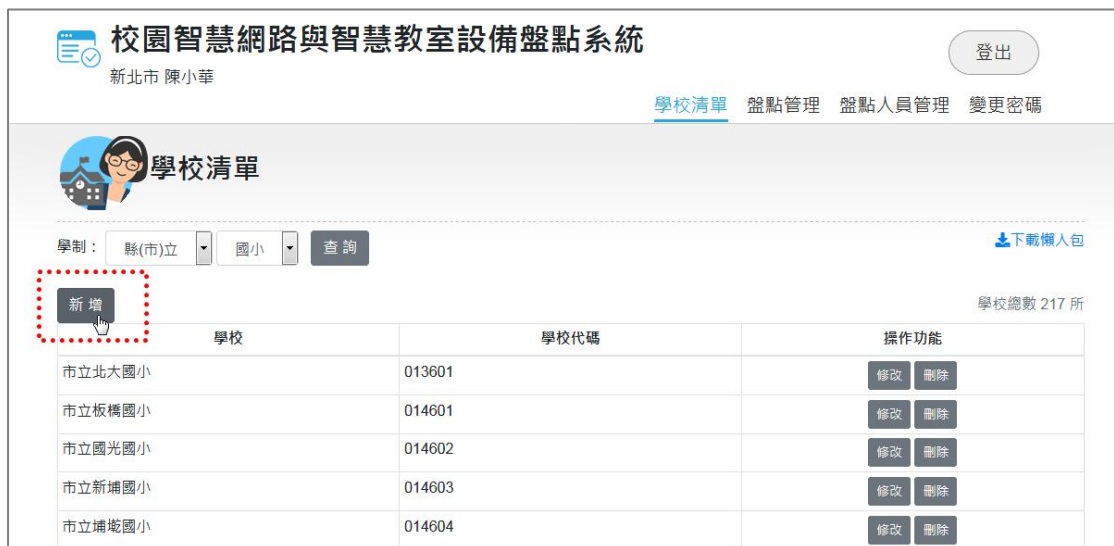 校園智慧網路與智慧教室設備盤點系統
新北市 陳小華
登出
學校清單 盤點管理 盤點人員管理 變更密碼
學校清單
學制： 縣(市)立 國小 查詢
下載懶人包
新增
學校總數 217 所
學校 學校代碼 操作功能
市立北大國小 013601 修改 刪除
市立板橋國小 014601 修改 刪除
市立國光國小 014602 修改 刪除
市立新埔國小 014603 修改 刪除
市立埔墘國小 014604 修改 刪除